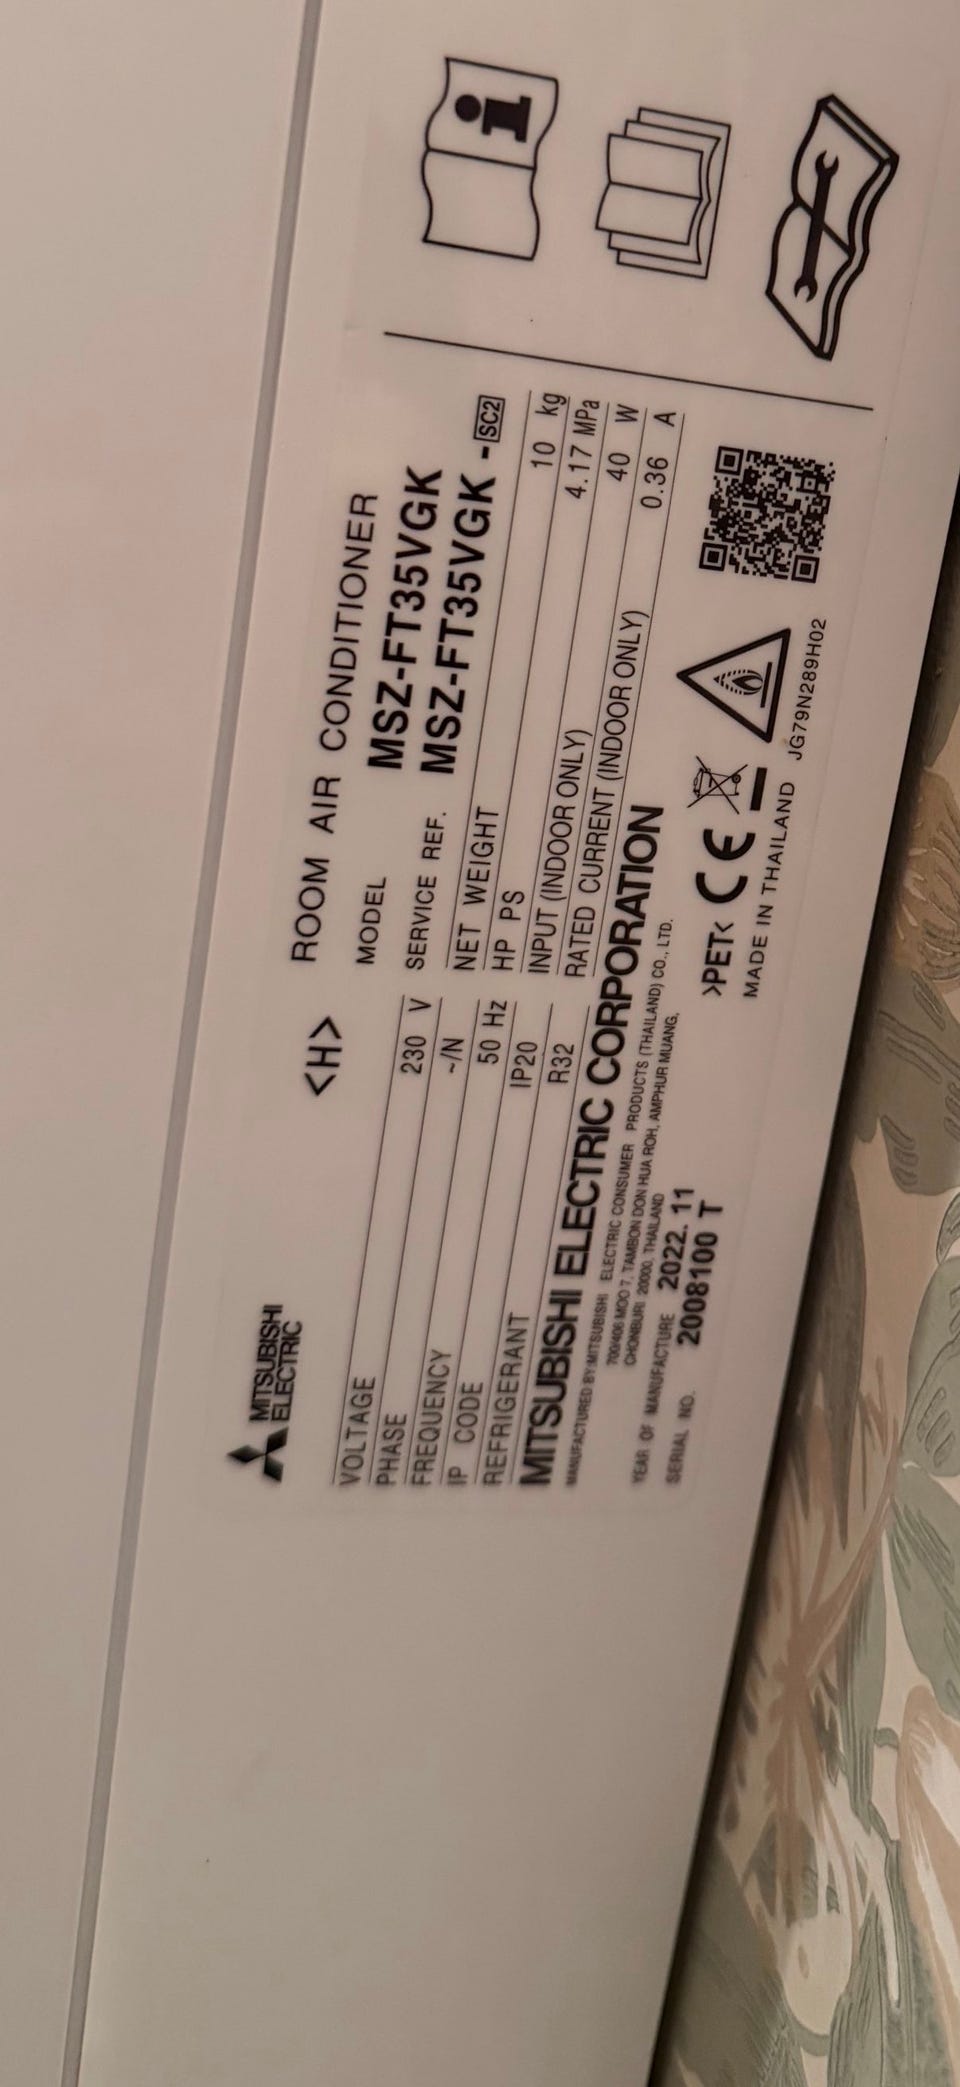 MITSUBISHI
ELECTRIC
<H> ROOM AIR CONDITIONER
MODEL MSZ-FT35VGK
SERVICE REF. MSZ-FT35VGK -SC2
VOLTAGE 230 V
PHASE ~/N
FREQUENCY 50 Hz
IP CODE IP20
REFRIGERANT R32
NET WEIGHT 10 kg
HP PS 4.17 MPa
INPUT (INDOOR ONLY) 40 W
RATED CURRENT (INDOOR ONLY) 0.36 A
MITSUBISHI ELECTRIC CORPORATION
MANUFACTURED BY:MITSUBISHI ELECTRIC CONSUMER PRODUCTS (THAILAND) CO., LTD.
700/406 MOO 7, TAMBON DON HUA ROH, AMPHUR MUANG,
CHONBURI 20000, THAILAND
YEAR OF MANUFACTURE 2022. 11
SERIAL NO. 2008100 T
>PET< CE
MADE IN THAILAND JG79N289H02